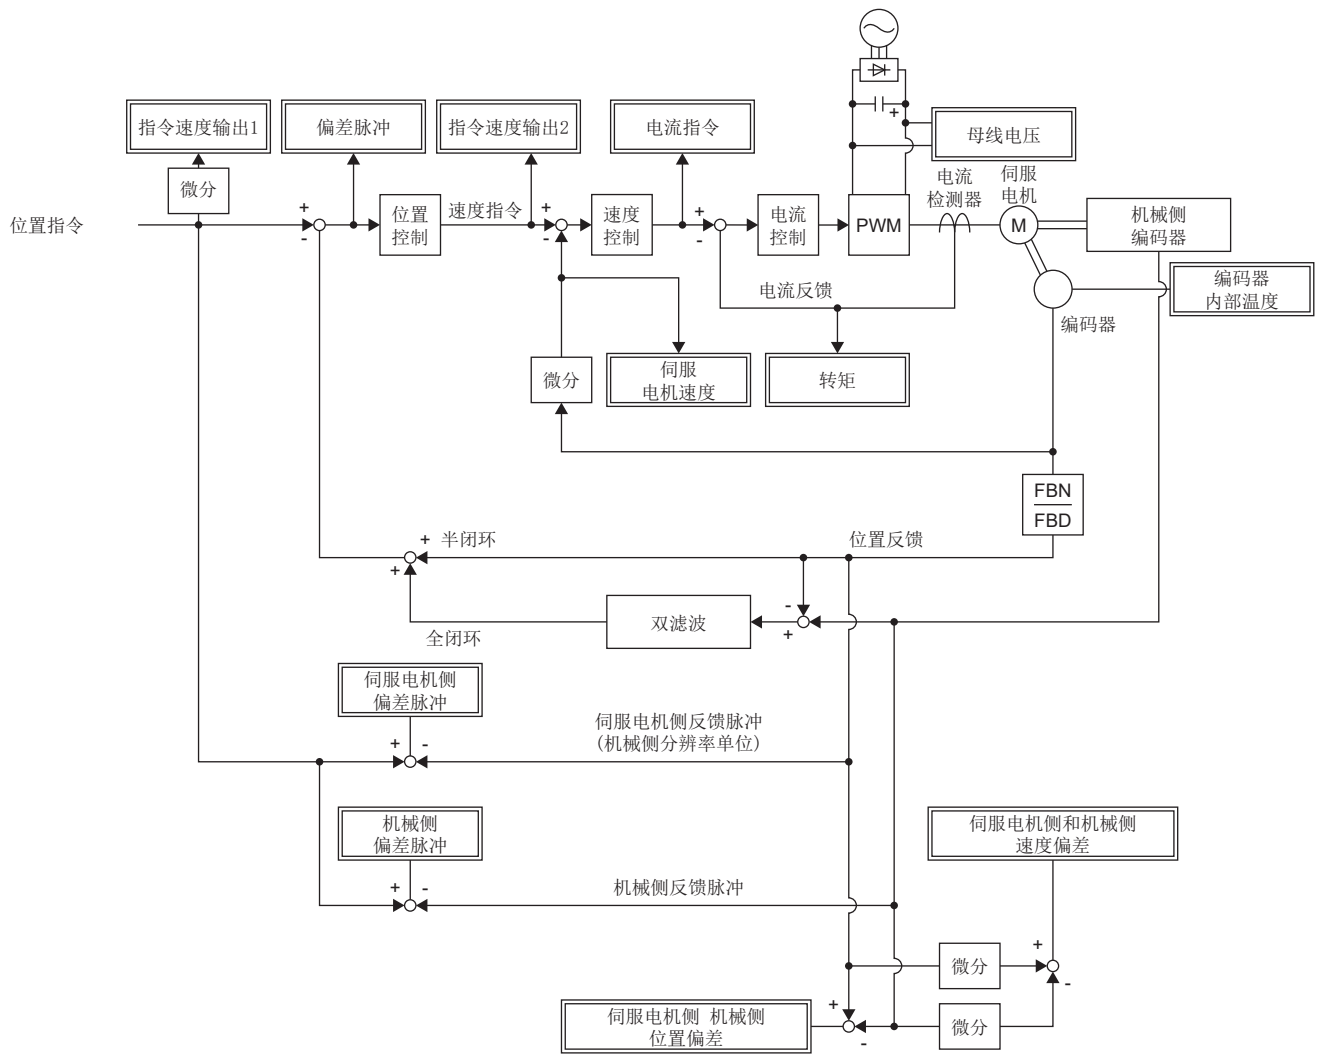 指令速度输出1
偏差脉冲
指令速度输出2
电流指令
母线电压
微分
位置指令
+
-
位置
控制
速度指令
+
-
速度
控制
+
-
电流
控制
+
PWM
电流
检测器
伺服
电机
M
机械侧
编码器
编码器
内部温度
编码器
电流反馈
微分
伺服
电机速度
转矩
FBN
FBD
+
半闭环
位置反馈
+
全闭环
双滤波
-
+
伺服电机侧
偏差脉冲
+
-
伺服电机侧反馈脉冲
(机械侧分辨率单位)
机械侧
偏差脉冲
+
-
机械侧反馈脉冲
伺服电机侧和机械侧
速度偏差
微分
+
-
伺服电机侧 机械侧
位置偏差
+
-
微分